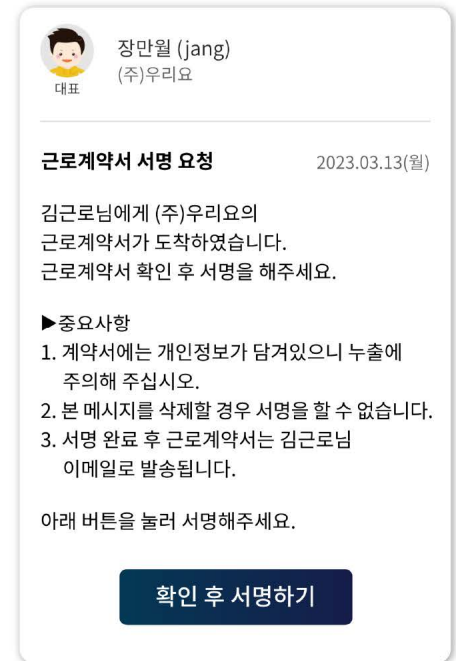 장만월 (jang)
(주)우리요
대표
근로계약서 서명 요청
2023.03.13(월)
김근로님에게 (주)우리요의
근로계약서가 도착하였습니다.
근로계약서 확인 후 서명을 해주세요.
▶중요사항
1. 계약서에는 개인정보가 담겨있으니 누출에
주의해 주십시오.
2. 본 메시지를 삭제할 경우 서명을 할 수 없습니다.
3. 서명 완료 후 근로계약서는 김근로님
이메일로 발송됩니다.
아래 버튼을 눌러 서명해주세요.
확인 후 서명하기